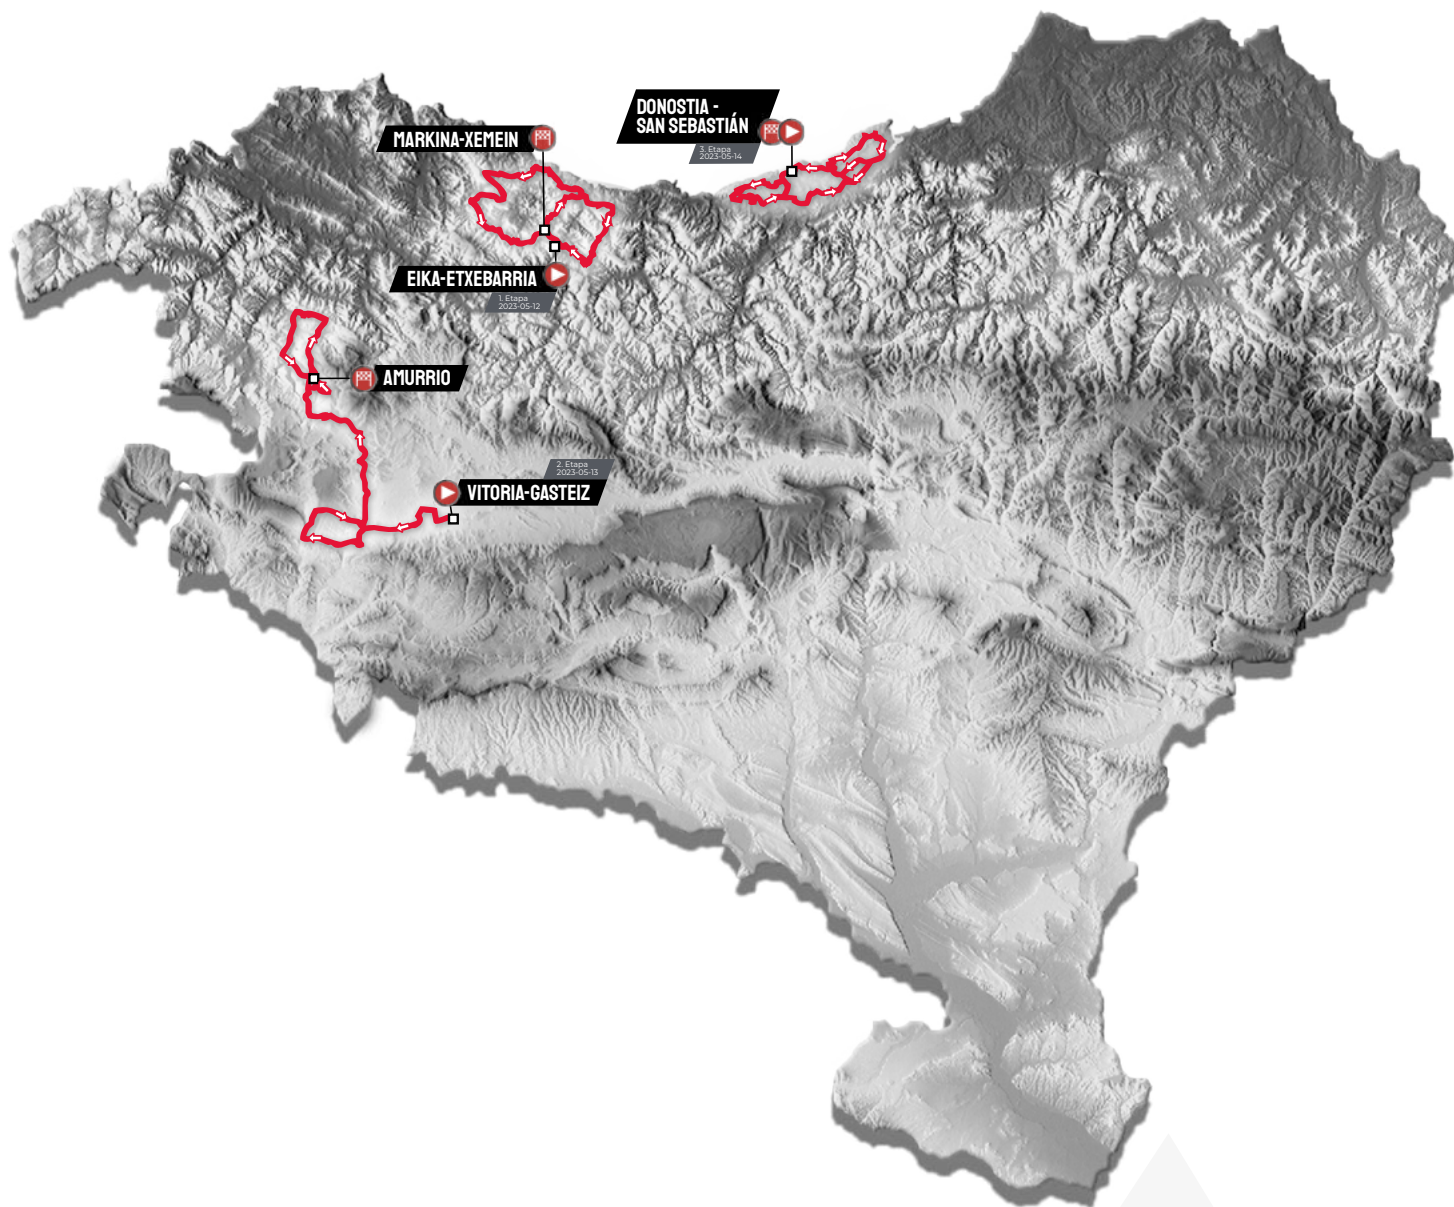 DONOSTIA -
SAN SEBASTIÁN
3. Etapa
2023-05-14
MARKINA-XEMEIN
EIKA-ETXEBARRIA
1. Etapa
2023-05-12
AMURRIO
2. Etapa
2023-05-13
VITORIA-GASTEIZ